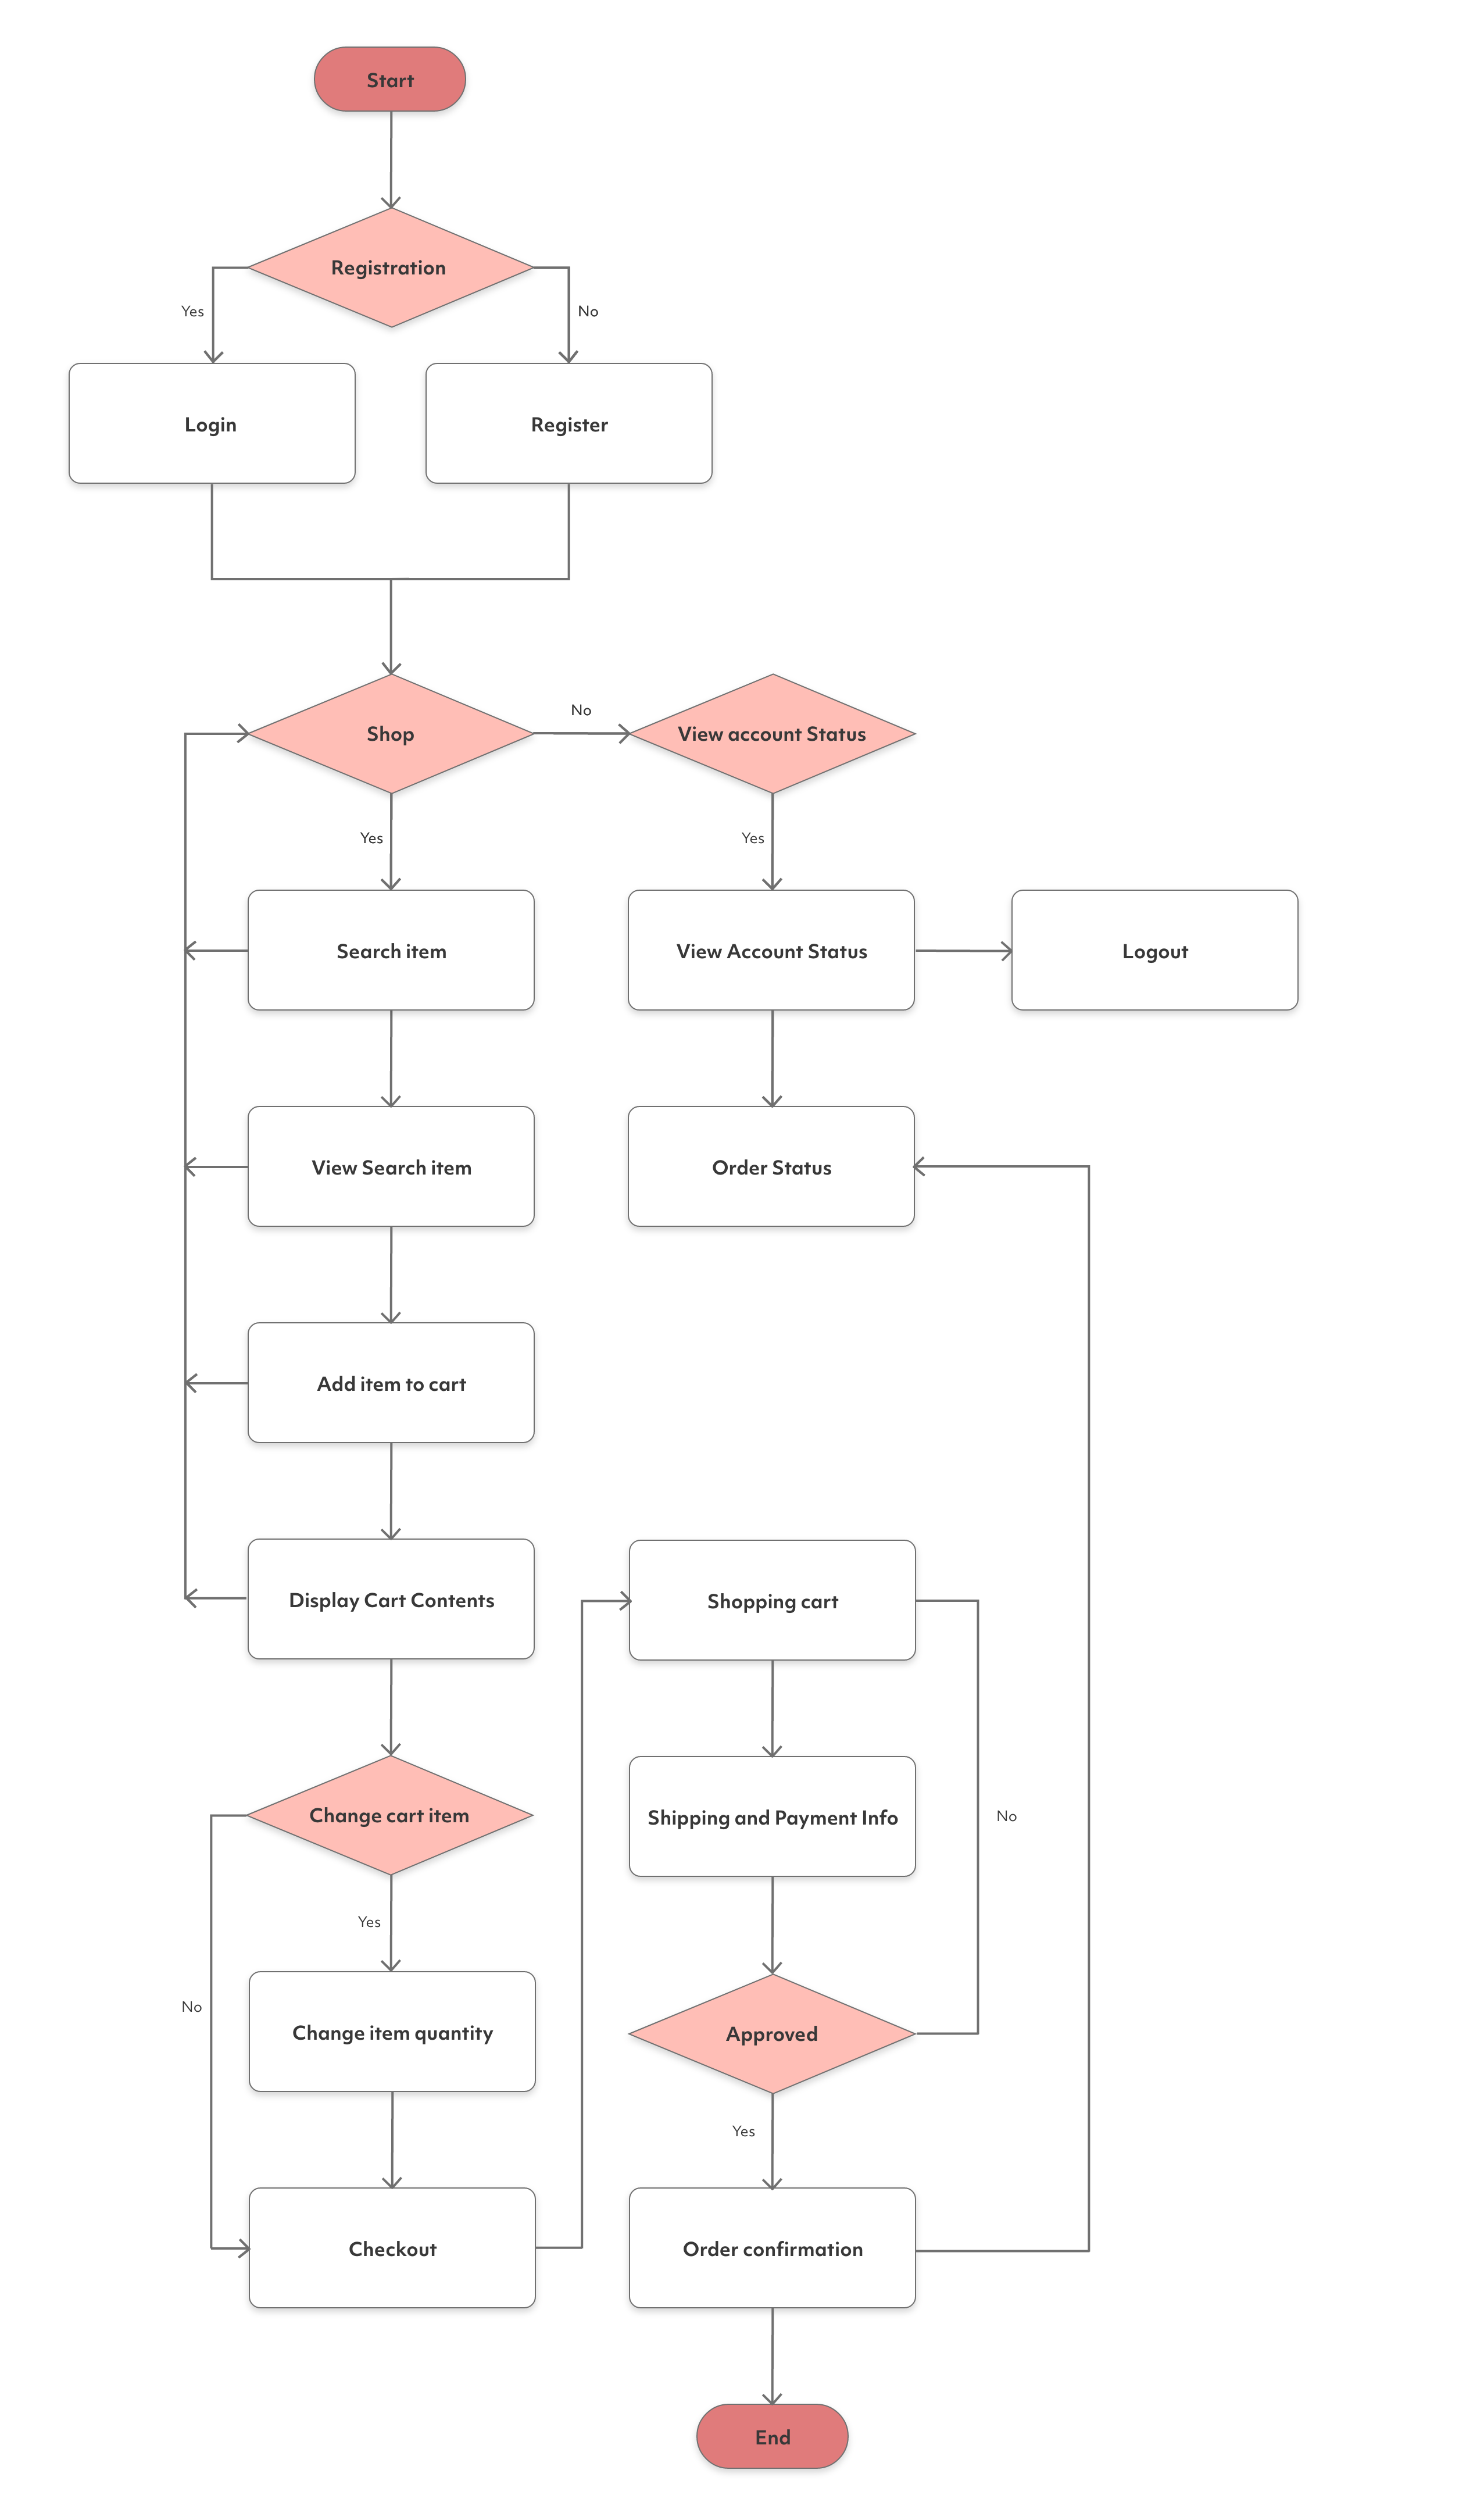 Start
Registration
Yes
No
Login
Register
Shop
No
View account Status
Yes
Yes
Search item
View Account Status
Logout
View Search item
Order Status
Add item to cart
Display Cart Contents
Shopping cart
Change cart item
Shipping and Payment Info
No
Yes
No
Change item quantity
Approved
Yes
Checkout
Order confirmation
End